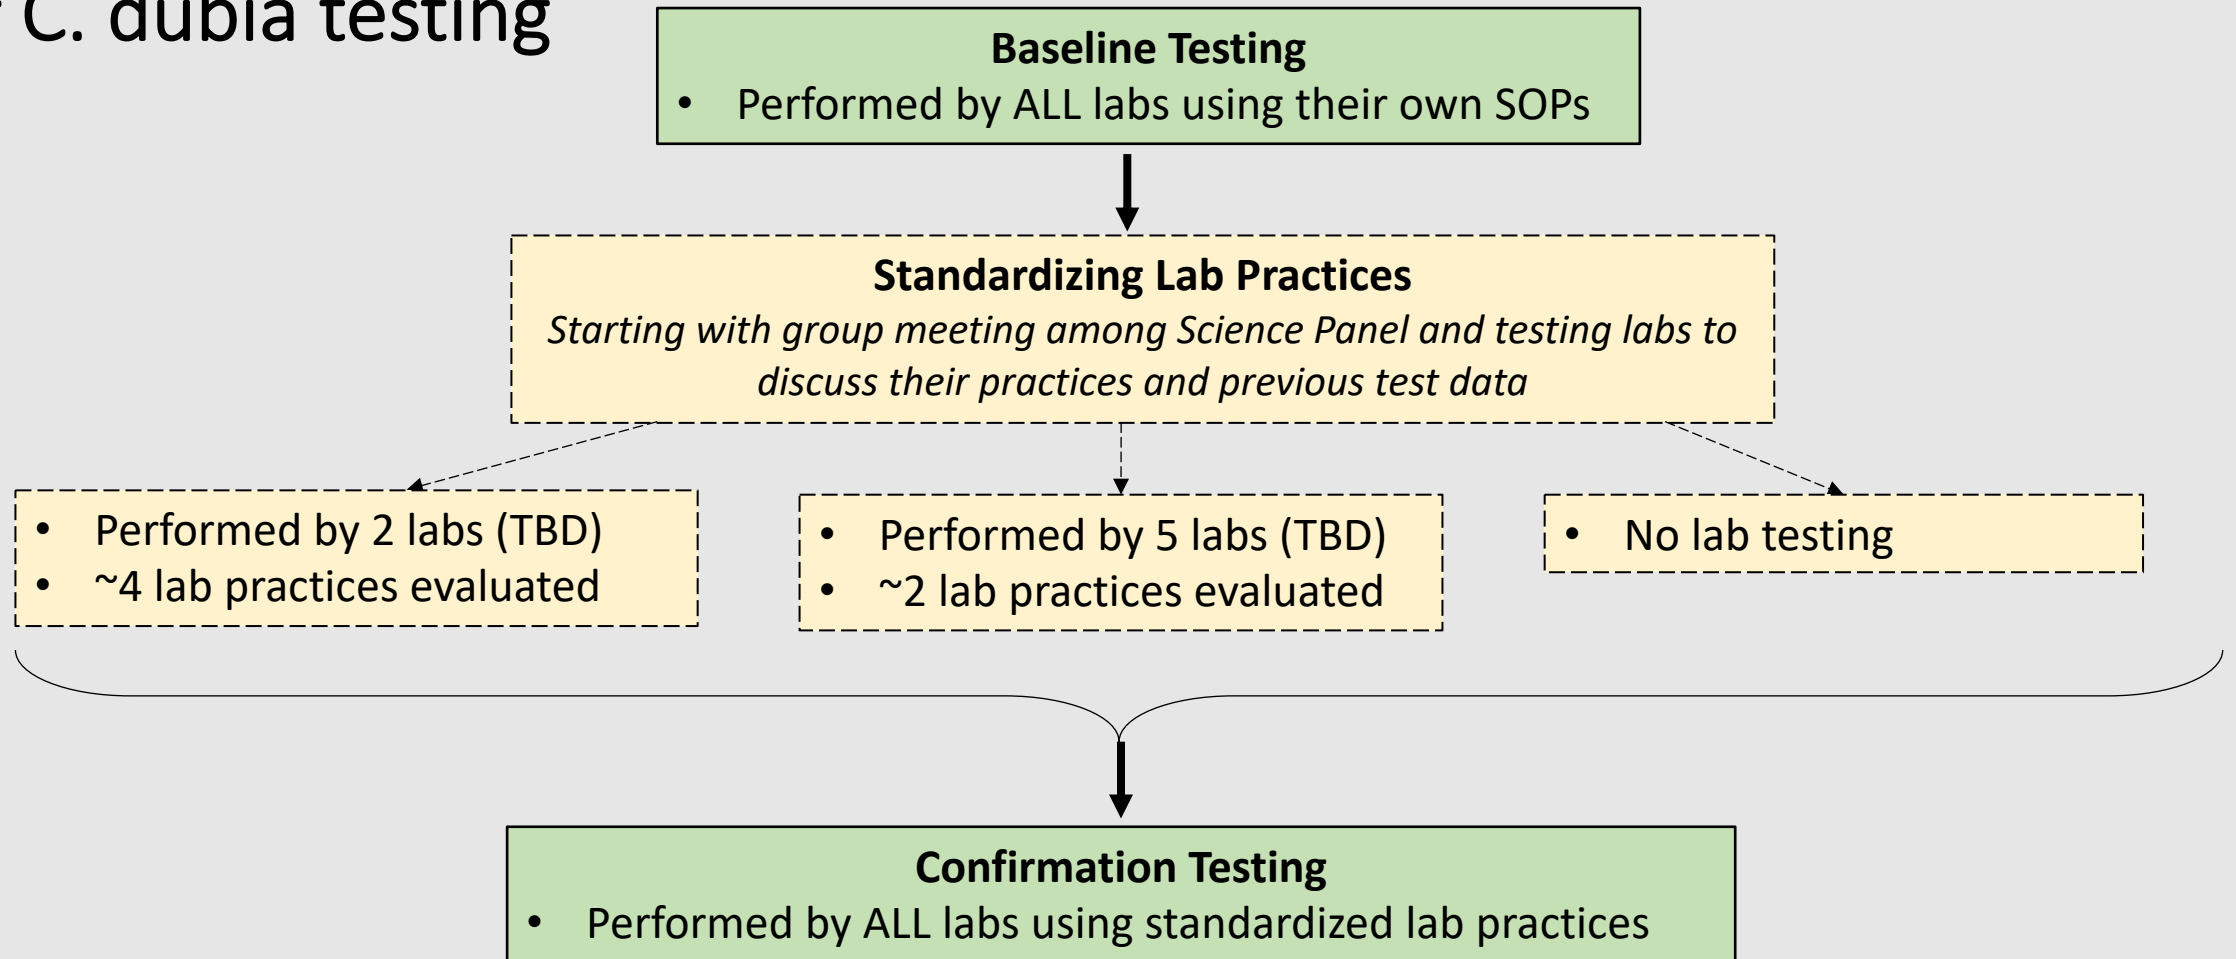 C. dubia testing
Baseline Testing
• Performed by ALL labs using their own SOPs
Standardizing Lab Practices
Starting with group meeting among Science Panel and testing labs to
discuss their practices and previous test data
• Performed by 2 labs (TBD)
• ~4 lab practices evaluated
• Performed by 5 labs (TBD)
• ~2 lab practices evaluated
• No lab testing
Confirmation Testing
• Performed by ALL labs using standardized lab practices